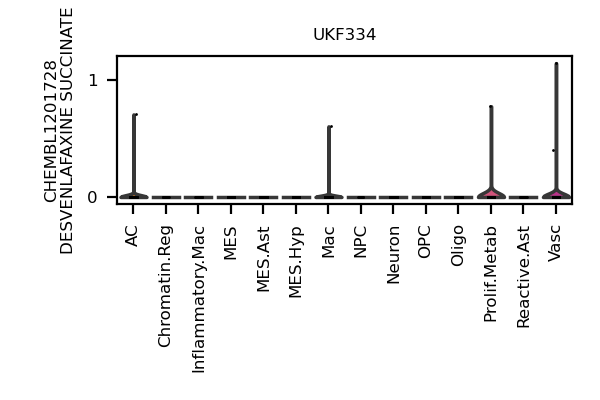 UKF334
CHEMBL1201728
DESVENLAFAXINE SUCCINATE
1
0
AC
Chromatin.Reg
Inflammatory.Mac
MES
MES.Ast
MES.Hyp
Mac
NPC
Neuron
OPC
Oligo
Prolif.Metab
Reactive.Ast
Vasc